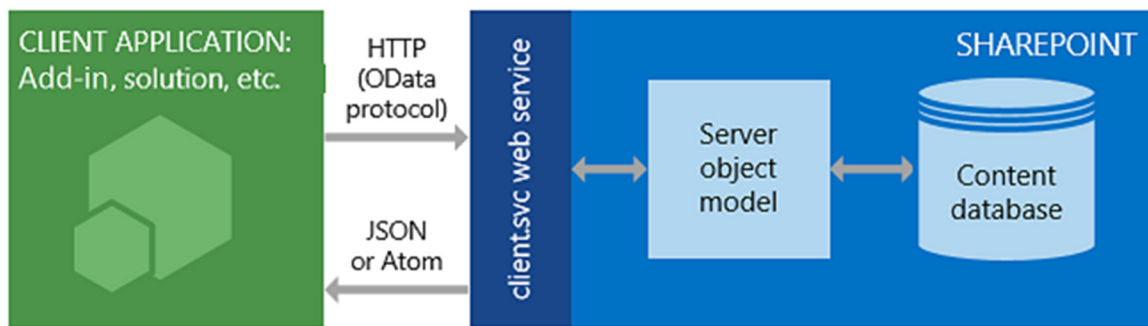 CLIENT APPLICATION:
Add-in, solution, etc.
HTTP
(OData
protocol)
JSON
or Atom
client.svc web service
SHAREPOINT
Server
object
model
Content
database